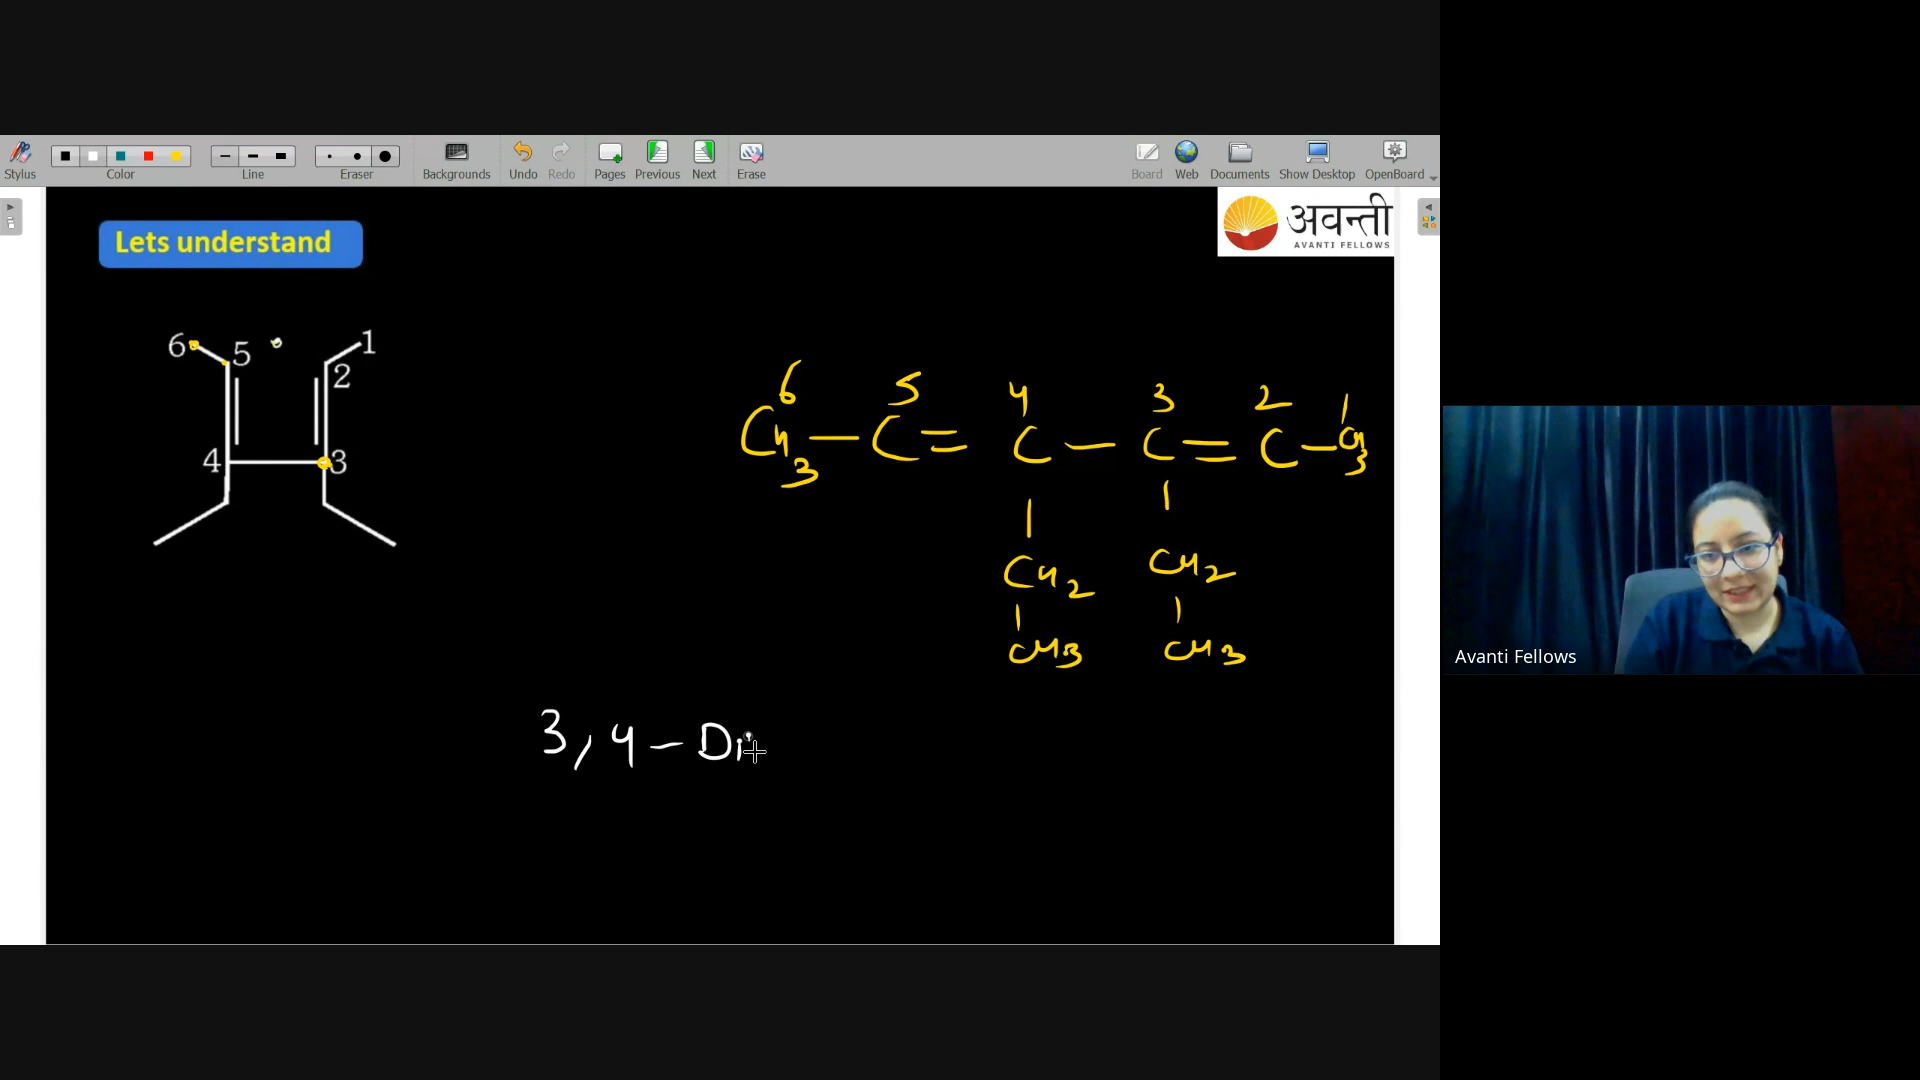 Stylus Color Line Eraser Backgrounds Undo Redo Pages Previous Next Erase Board Web Documents Show Desktop OpenBoard
Lets understand
अवन्ती
AVANTI FELLOWS
6 5 1
2
4 3
6 5 4 3 2 1
CH3 — C = C — C = C — CH3
CH2 CH2
CH3 CH3
3, 4 — Di
Avanti Fellows